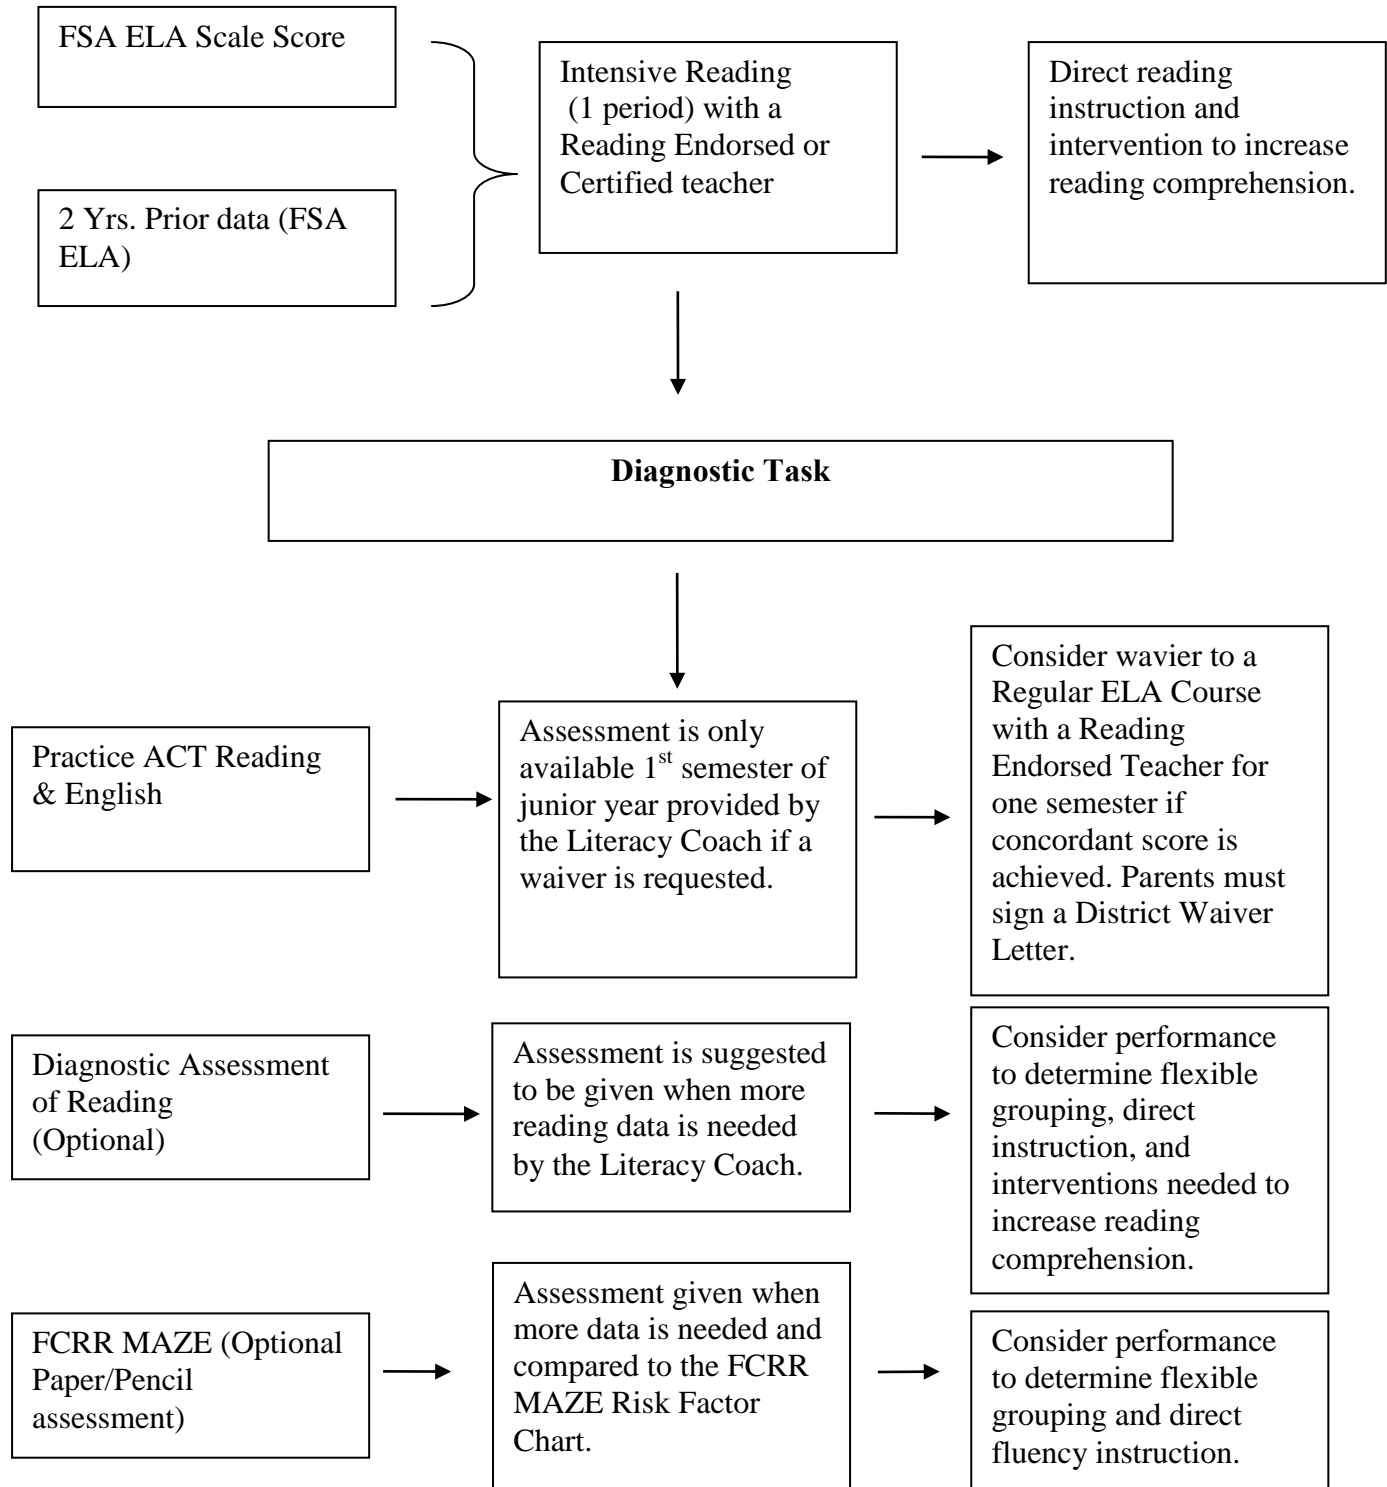 FSA ELA Scale Score
2 Yrs. Prior data (FSA
ELA)
Intensive Reading
(1 period) with a
Reading Endorsed or
Certified teacher
Direct reading
instruction and
intervention to increase
reading comprehension.
Diagnostic Task
Practice ACT Reading
& English
Assessment is only
available 1st semester of
junior year provided by
the Literacy Coach if a
waiver is requested.
Consider wavier to a
Regular ELA Course
with a Reading
Endorsed Teacher for
one semester if
concordant score is
achieved. Parents must
sign a District Waiver
Letter.
Diagnostic Assessment
of Reading
(Optional)
Assessment is suggested
to be given when more
reading data is needed
by the Literacy Coach.
Consider performance
to determine flexible
grouping, direct
instruction, and
interventions needed to
increase reading
comprehension.
FCRR MAZE (Optional
Paper/Pencil
assessment)
Assessment given when
more data is needed and
compared to the FCRR
MAZE Risk Factor
Chart.
Consider performance
to determine flexible
grouping and direct
fluency instruction.